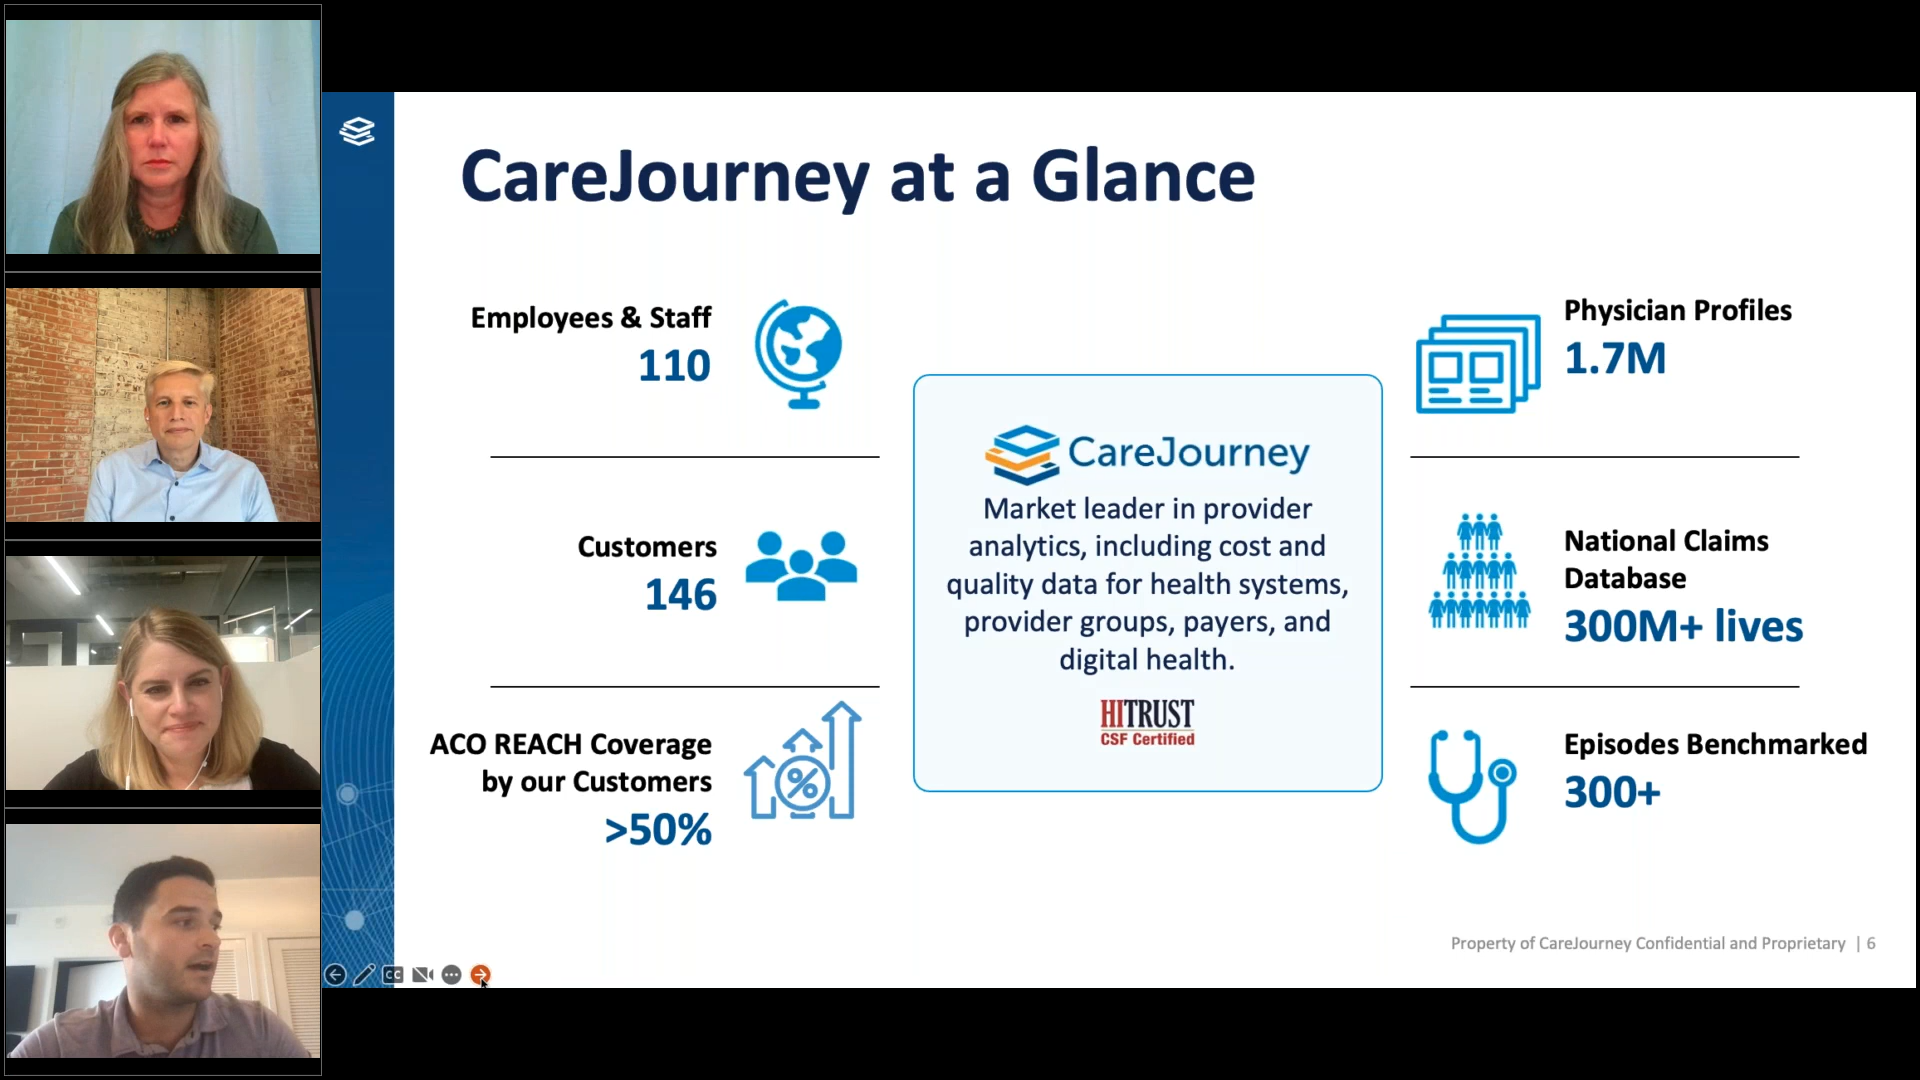 CareJourney at a Glance
Employees & Staff
110
Customers
146
ACO REACH Coverage
by our Customers
>50%
%
CareJourney
Market leader in provider
analytics, including cost and
quality data for health systems,
provider groups, payers, and
digital health.
HITRUST
CSF Certified
Physician Profiles
1.7M
National Claims
Database
300M+ lives
Episodes Benchmarked
300+
Property of CareJourney Confidential and Proprietary | 6
CC